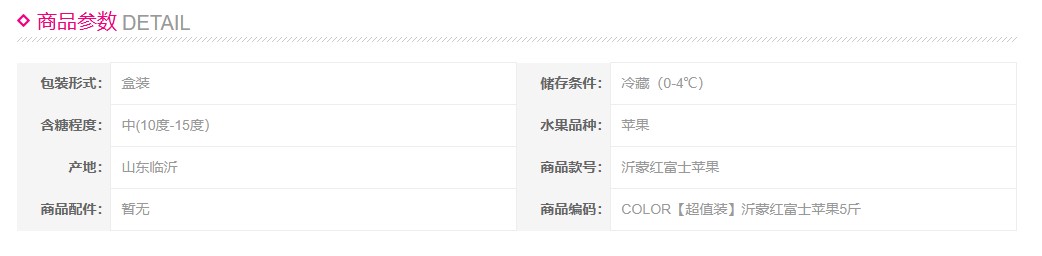 商品参数 DETAIL
包装形式： 盒装 储存条件： 冷藏（0-4℃）
含糖程度： 中(10度-15度） 水果品种： 苹果
产地： 山东临沂 商品款号： 沂蒙红富士苹果
商品配件： 暂无 商品编码： COLOR【超值装】沂蒙红富士苹果5斤